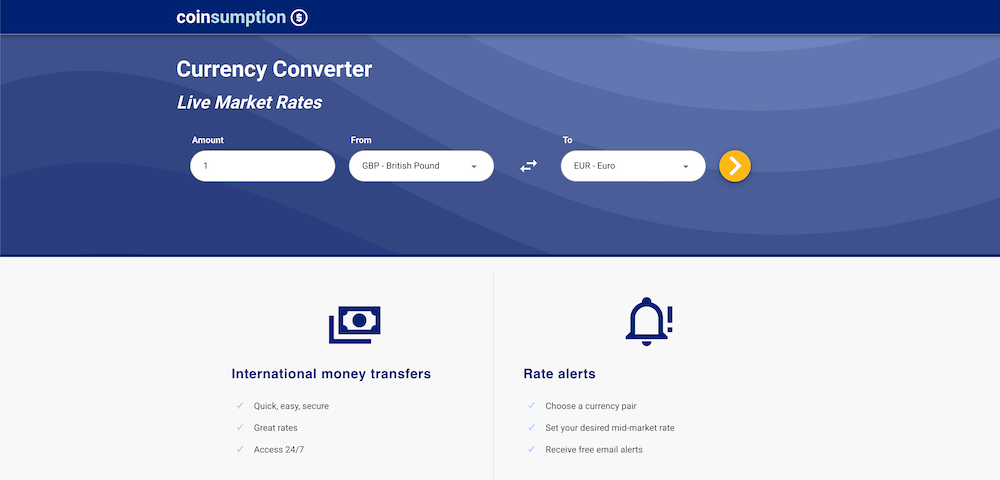 coinsumption
Currency Converter
Live Market Rates
Amount
From
To
1
GBP - British Pound
EUR - Euro
International money transfers
Quick, easy, secure
Great rates
Access 24/7
Rate alerts
Choose a currency pair
Set your desired mid-market rate
Receive free email alerts